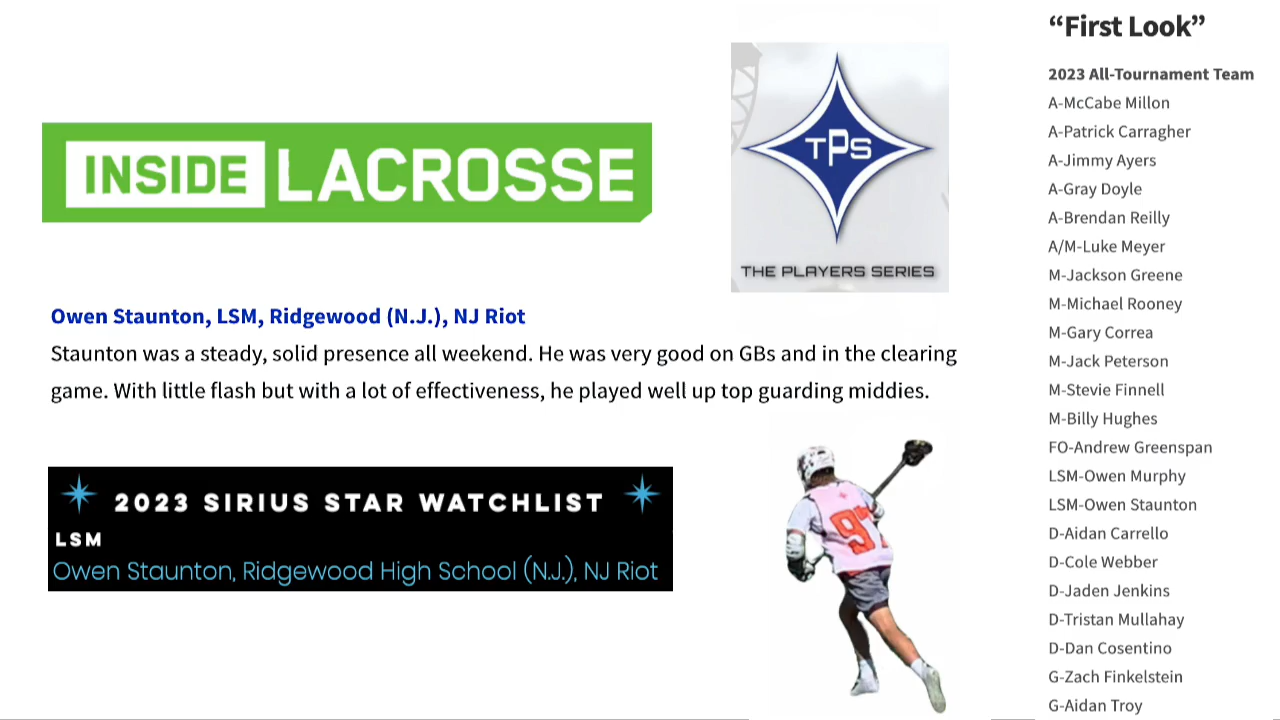 INSIDE LACROSSE
TPS
THE PLAYERS SERIES
Owen Staunton, LSM, Ridgewood (N.J.), NJ Riot
Staunton was a steady, solid presence all weekend. He was very good on GBs and in the clearing
game. With little flash but with a lot of effectiveness, he played well up top guarding middies.
2023 SIRIUS STAR WATCHLIST
LSM
Owen Staunton, Ridgewood High School (N.J.), NJ Riot
97
“First Look”
2023 All-Tournament Team
A-McCabe Millon
A-Patrick Carragher
A-Jimmy Ayers
A-Gray Doyle
A-Brendan Reilly
A/M-Luke Meyer
M-Jackson Greene
M-Michael Rooney
M-Gary Correa
M-Jack Peterson
M-Stevie Finnell
M-Billy Hughes
FO-Andrew Greenspan
LSM-Owen Murphy
LSM-Owen Staunton
D-Aidan Carrello
D-Cole Webber
D-Jaden Jenkins
D-Tristan Mullahay
D-Dan Cosentino
G-Zach Finkelstein
G-Aidan Troy